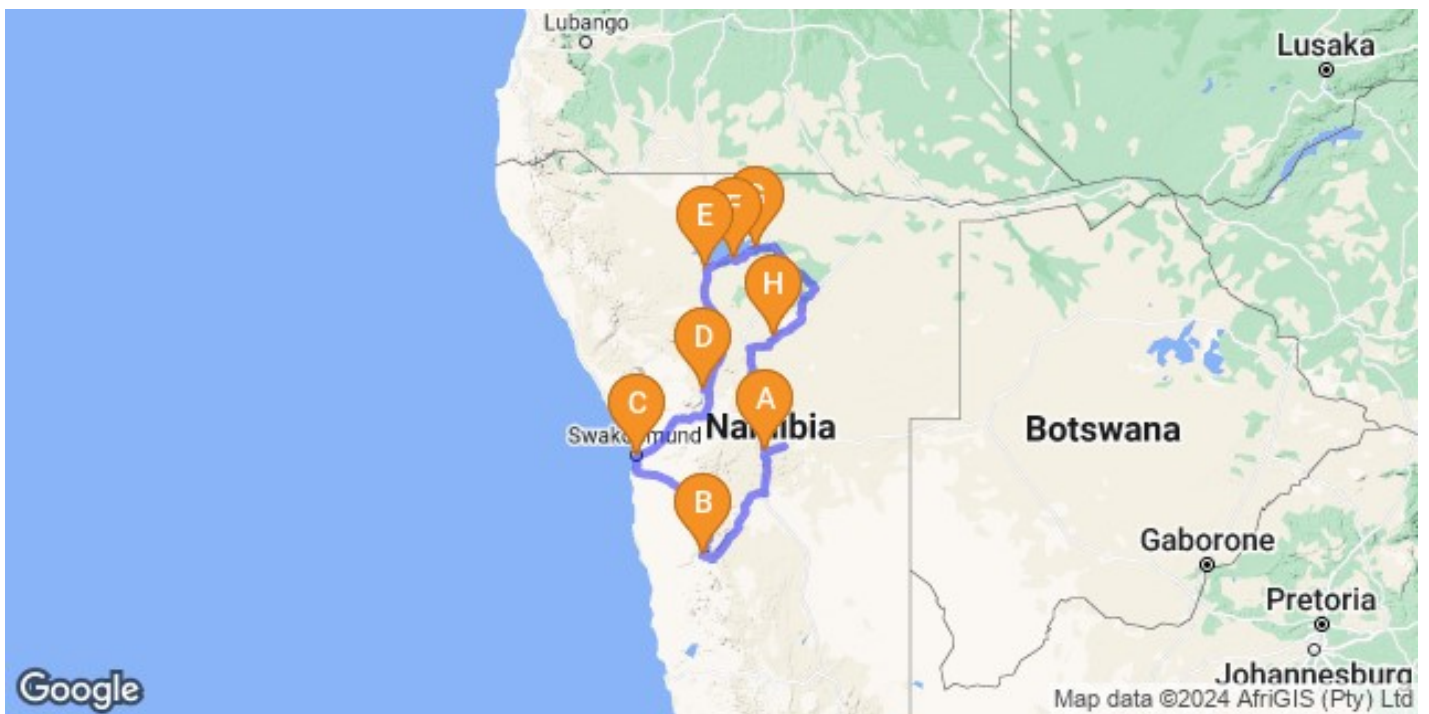 Lubango
Lusaka
G
F
E
H
D
A
C
Namibia
Swakopmund
Botswana
B
Gaborone
Pretoria
Johannesburg
Google
Map data ©2024 AfriGIS (Pty) Ltd